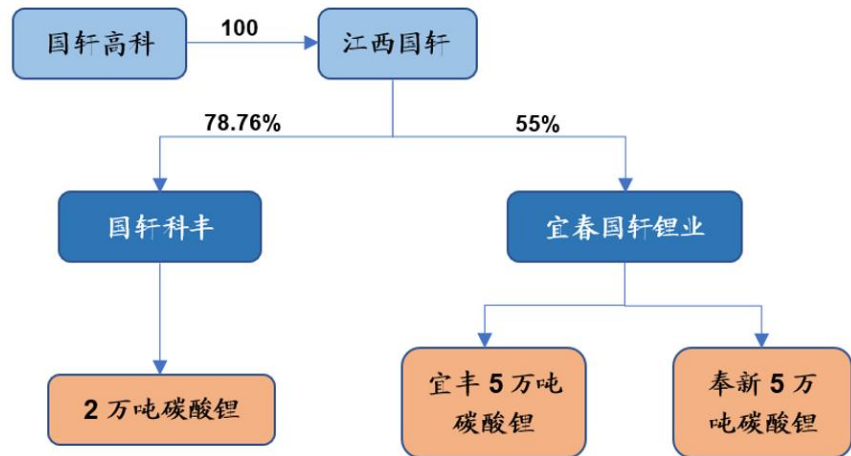 国轩高科
100
江西国轩
78.76%
55%
国轩科丰
宜春国轩锂业
2 万吨碳酸锂
宜丰 5 万吨
碳酸锂
奉新 5 万
吨碳酸锂